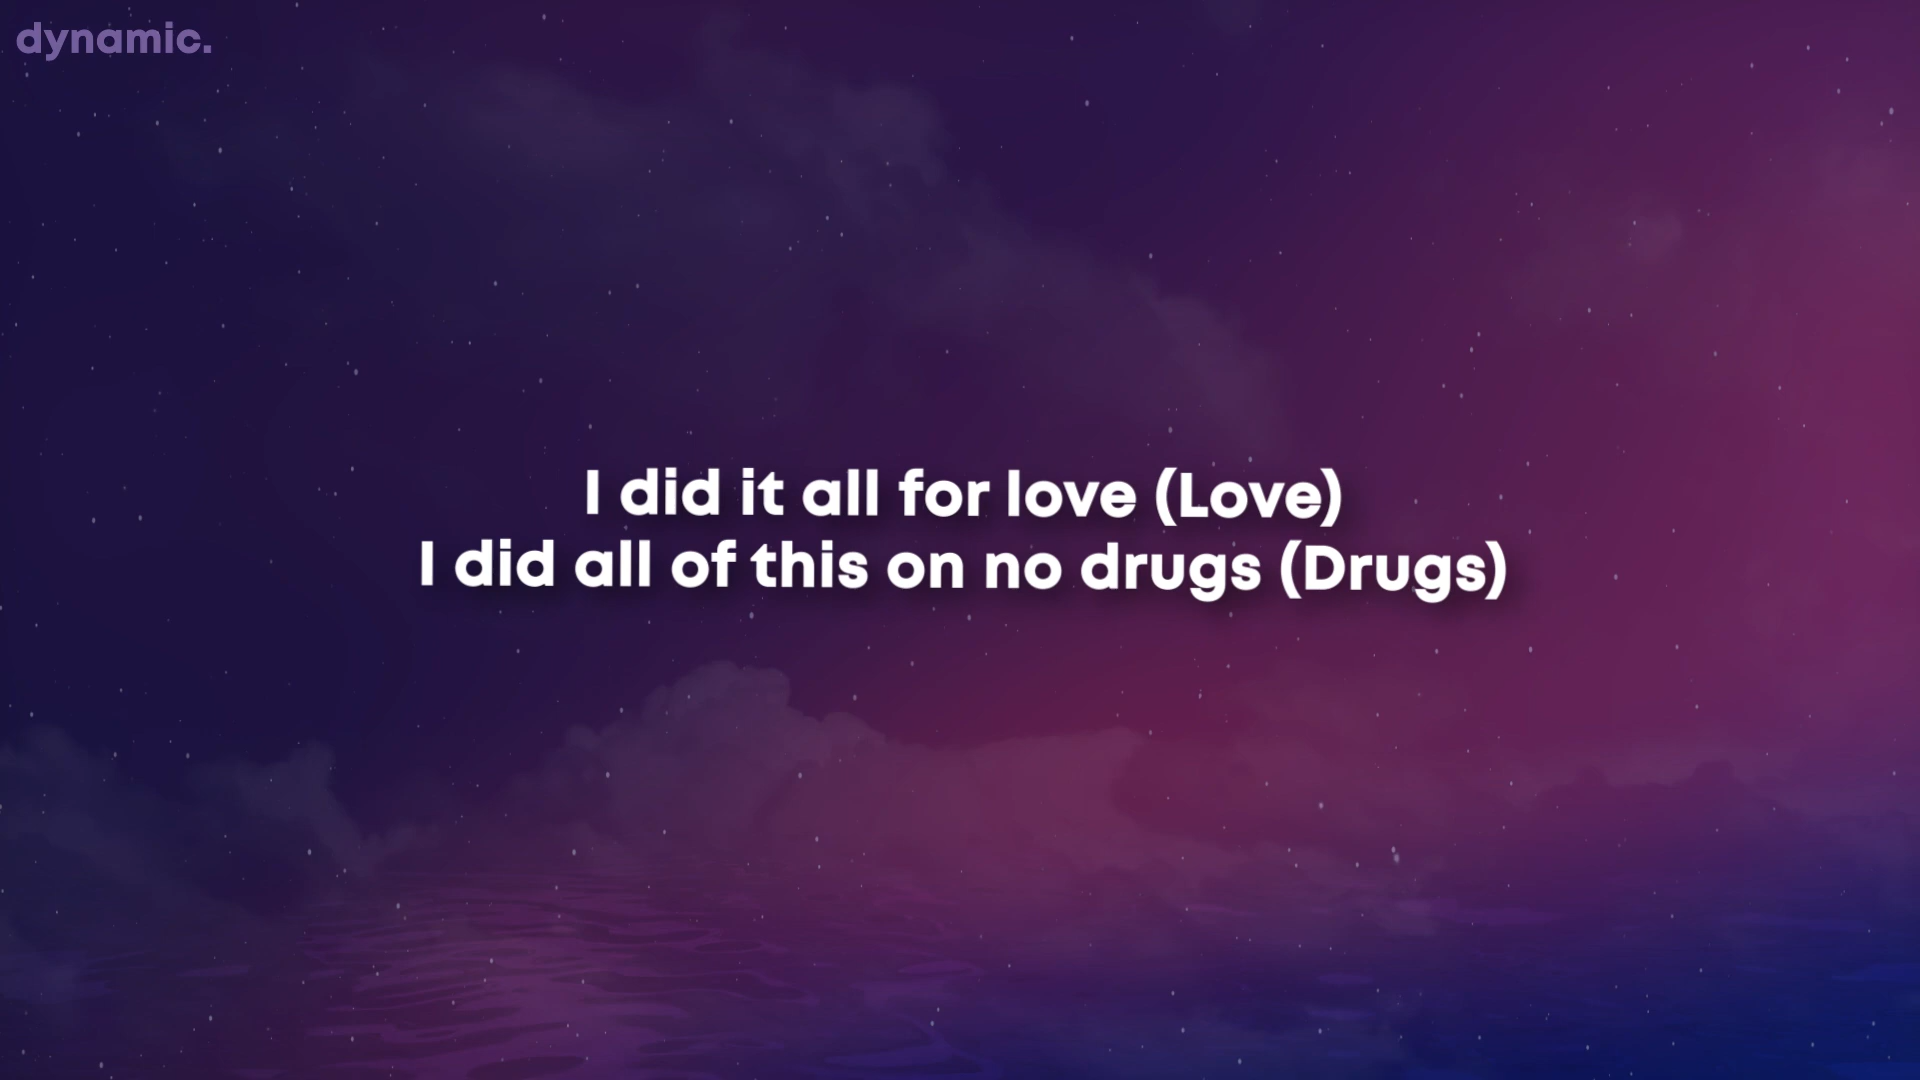 dynamic.
I did it all for love (Love)
I did all of this on no drugs (Drugs)